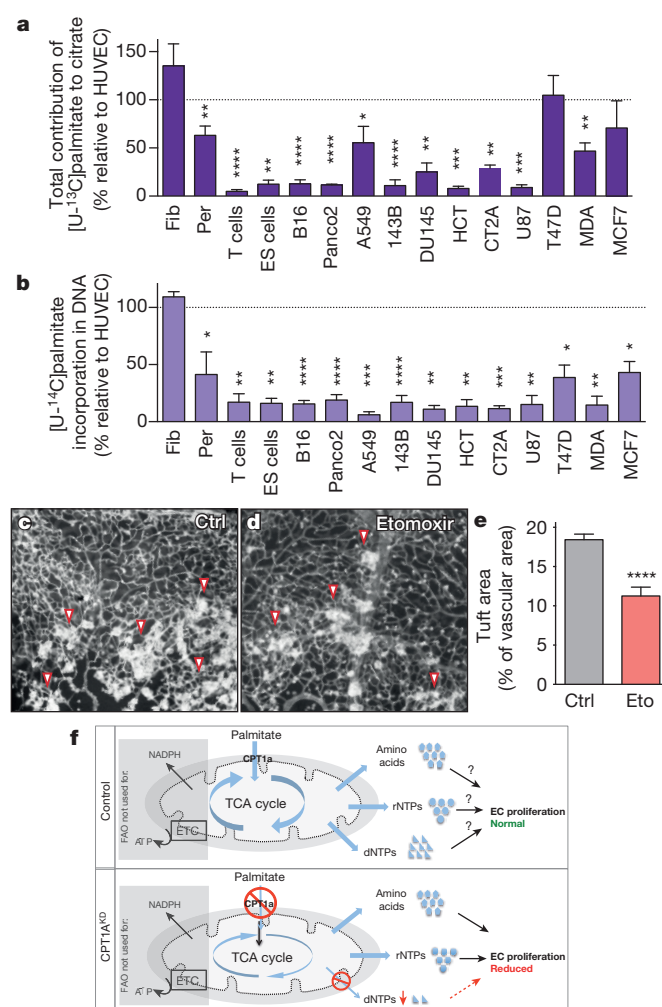 a
Total contribution of
[U-¹³C]palmitate to citrate
(% relative to HUVEC)
150
100
50
0
** **** ** **** **** * **** ** *** ** *** **
Fib Per T cells ES cells B16 Panco2 A549 143B DU145 HCT CT2A U87 T47D MDA MCF7
b
[U-¹⁴C]palmitate
incorporation in DNA
(% relative to HUVEC)
100
50
0
* ** ** **** **** *** **** ** ** *** ** * ** *
Fib Per T cells ES cells B16 Panco2 A549 143B DU145 HCT CT2A U87 T47D MDA MCF7
c Ctrl
d Etomoxir
e
Tuft area
(% of vascular area)
20
15
10
5
0
****
Ctrl Eto
f
Control
FAO not used for:
NADPH
ATP
ETC
Palmitate
CPT1a
TCA cycle
Amino
acids
rNTPs
dNTPs
?
?
?
EC proliferation
Normal
CPT1Aᴷᴰ
FAO not used for:
NADPH
ATP
ETC
Palmitate
CPT1a
TCA cycle
Amino
acids
rNTPs
dNTPs
EC proliferation
Reduced